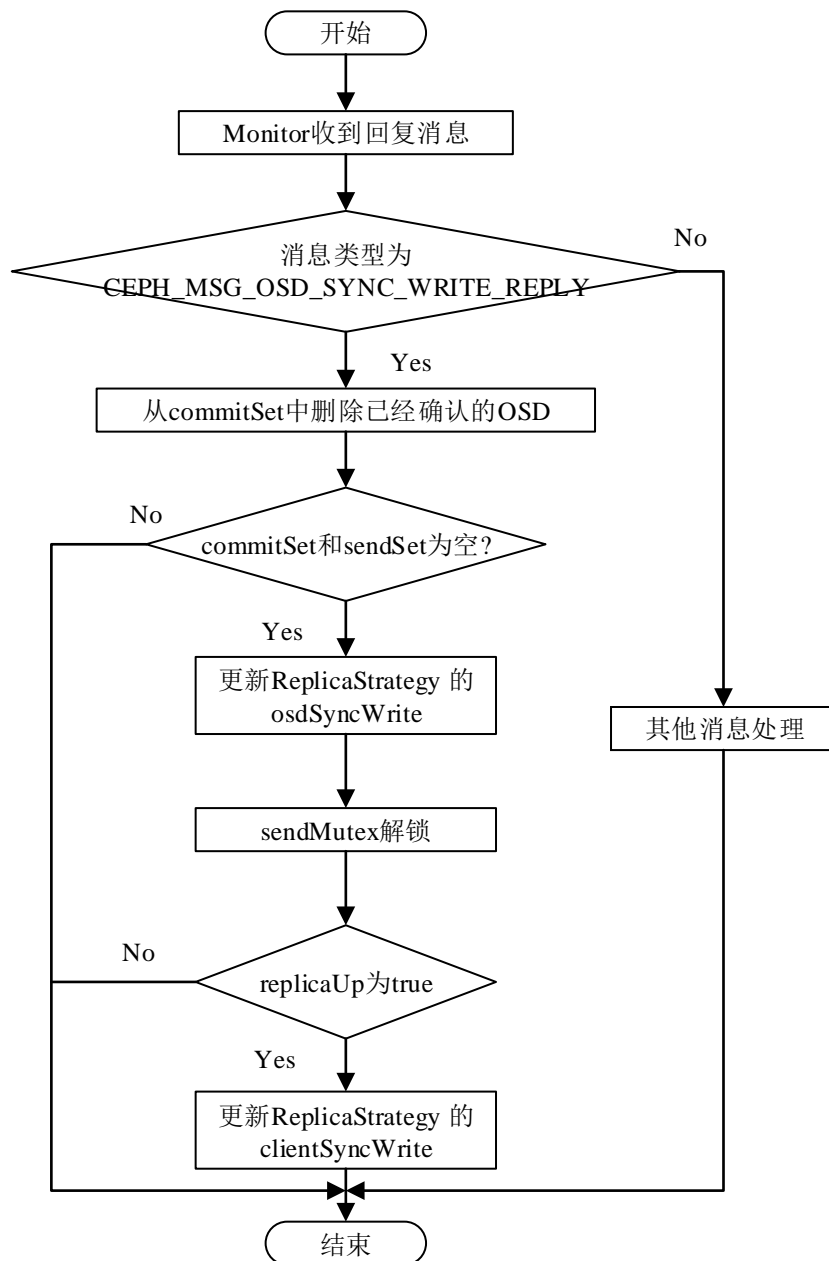 开始
Monitor收到回复消息
消息类型为
CEPH_MSG_OSD_SYNC_WRITE_REPLY
No
Yes
从commitSet中删除已经确认的OSD
No
commitSet和sendSet为空?
Yes
更新ReplicaStrategy 的
osdSyncWrite
其他消息处理
sendMutex解锁
No
replicaUp为true
Yes
更新ReplicaStrategy 的
clientSyncWrite
结束